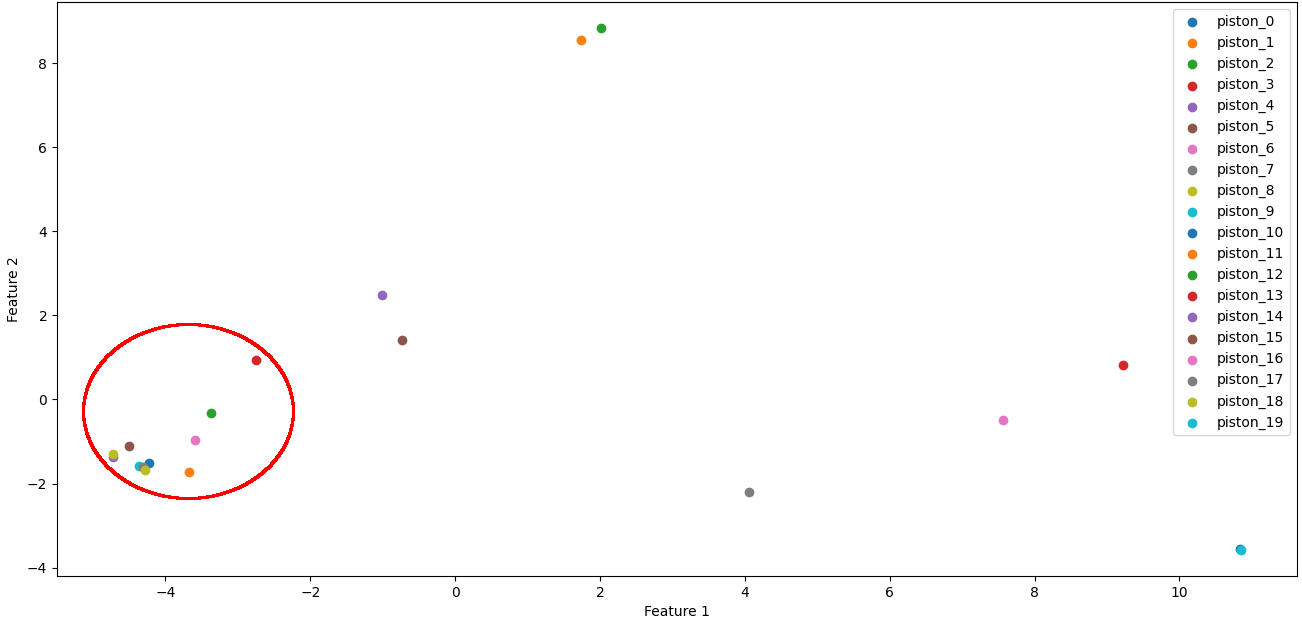 8
6
4
2
0
−2
−4
Feature 2
−4 −2 0 2 4 6 8 10
Feature 1
piston_0
piston_1
piston_2
piston_3
piston_4
piston_5
piston_6
piston_7
piston_8
piston_9
piston_10
piston_11
piston_12
piston_13
piston_14
piston_15
piston_16
piston_17
piston_18
piston_19